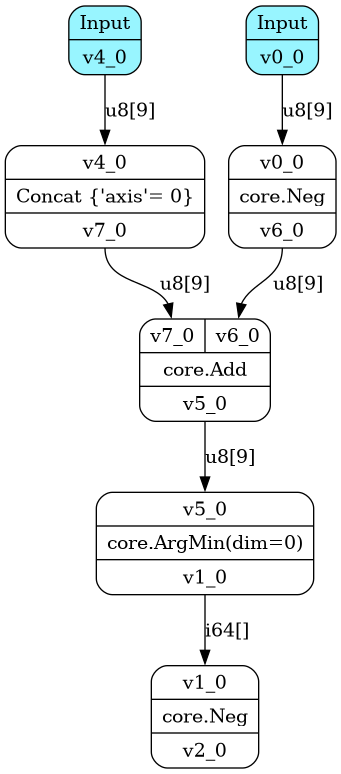 Input
v4_0
Input
v0_0
u8[9]
u8[9]
v4_0
Concat {'axis'= 0}
v7_0
v0_0
core.Neg
v6_0
u8[9]
u8[9]
v7_0
v6_0
core.Add
v5_0
u8[9]
v5_0
core.ArgMin(dim=0)
v1_0
i64[]
v1_0
core.Neg
v2_0